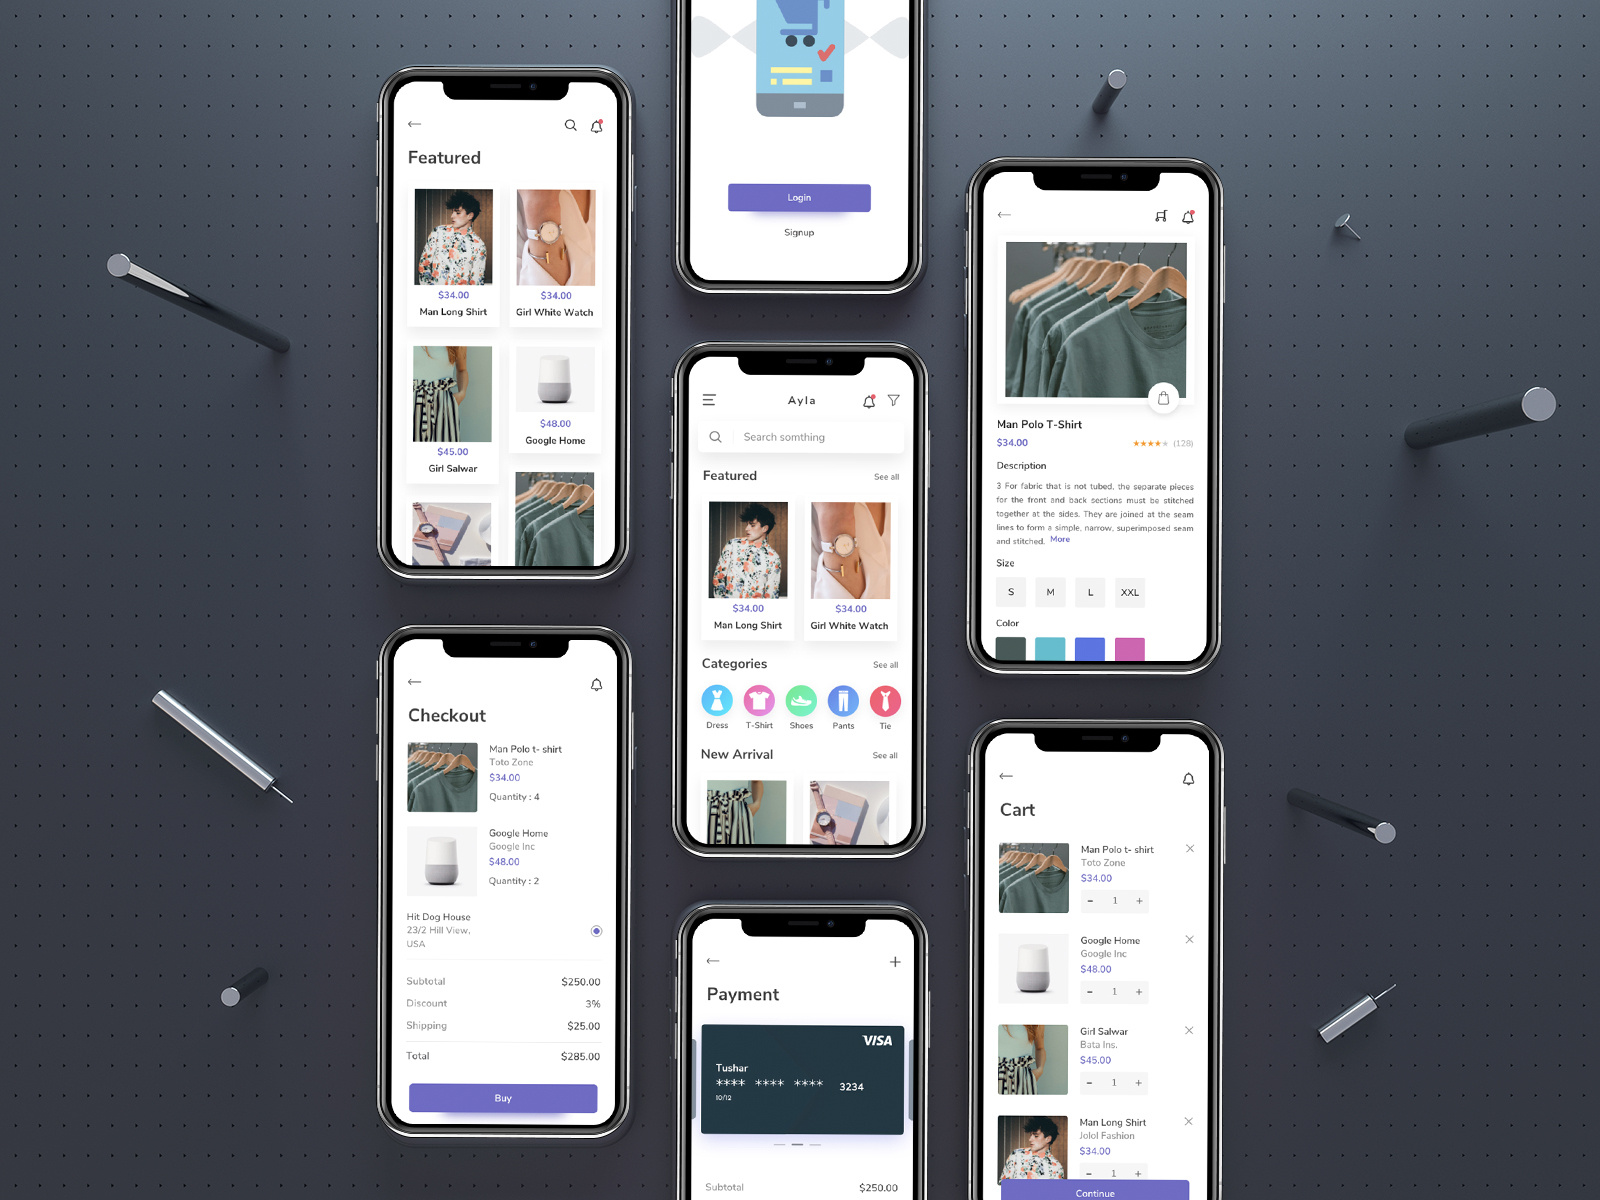 Featured
$34.00
Man Long Shirt
$34.00
Girl White Watch
$45.00
Girl Salwar
$48.00
Google Home
Checkout
Man Polo t- shirt
Toto Zone
$34.00
Quantity : 4
Google Home
Google Inc
$48.00
Quantity : 2
Hit Dog House
23/2 Hill View,
USA
Subtotal $250.00
Discount 3%
Shipping $25.00
Total $285.00
Buy
Login
Signup
Ayla
Search somthing
Featured See all
$34.00
Man Long Shirt
$34.00
Girl White Watch
Categories See all
Dress T-Shirt Shoes Pants Tie
New Arrival See all
Payment
VISA
Tushar
**** **** **** 3234
10/12
Subtotal $250.00
Man Polo T-Shirt
$34.00 (128)
Description
3 For fabric that is not tubed, the separate pieces
for the front and back sections must be stitched
together at the sides. They are joined at the seam
lines to form a simple, narrow, superimposed seam
and stitched. More
Size
S M L XXL
Color
Cart
Man Polo t- shirt
Toto Zone
$34.00
- 1 +
Google Home
Google Inc
$48.00
- 1 +
Girl Salwar
Bata Ins.
$45.00
- 1 +
Man Long Shirt
Jolol Fashion
$34.00
- 1 +
Continue